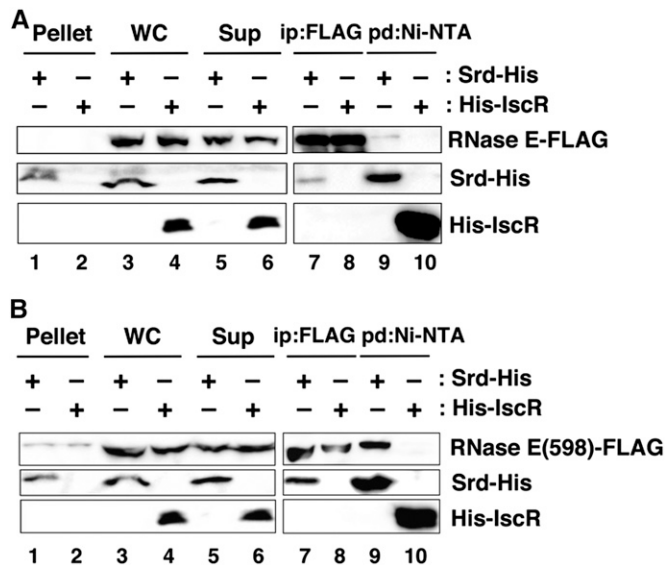 A
Pellet WC Sup ip:FLAG pd:Ni-NTA
+ − + − + − + − + − : Srd-His
− + − + − + − + − + : His-IscR
RNase E-FLAG
Srd-His
His-IscR
1 2 3 4 5 6 7 8 9 10
B
Pellet WC Sup ip:FLAG pd:Ni-NTA
+ − + − + − + − + − : Srd-His
− + − + − + − + − + : His-IscR
RNase E(598)-FLAG
Srd-His
His-IscR
1 2 3 4 5 6 7 8 9 10